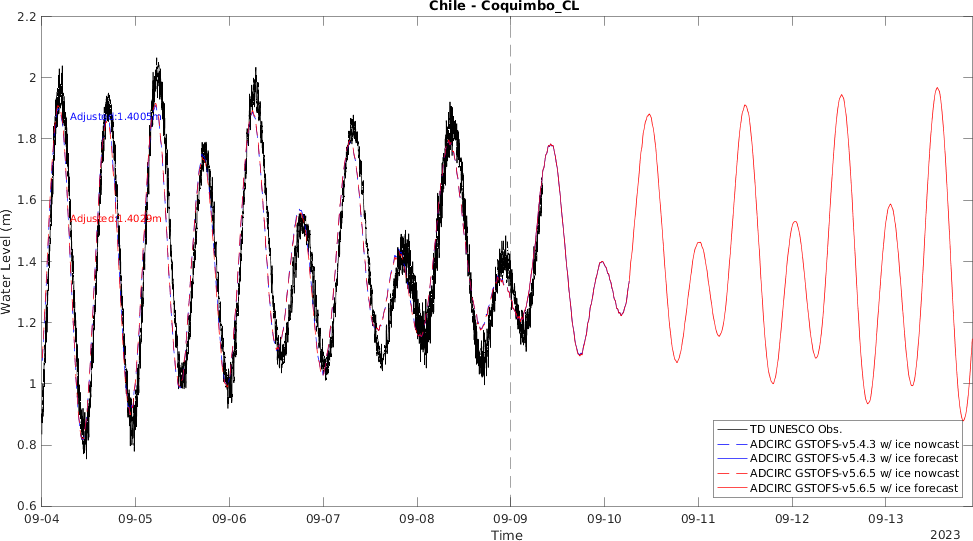 Chile - Coquimbo_CL
2.2
2
1.8
1.6
1.4
1.2
1
0.8
0.6
Water Level (m)
Adjusted:1.4005m
Adjusted:1.4029m
TD UNESCO Obs.
ADCIRC GSTOFS-v5.4.3 w/ ice nowcast
ADCIRC GSTOFS-v5.4.3 w/ ice forecast
ADCIRC GSTOFS-v5.6.5 w/ ice nowcast
ADCIRC GSTOFS-v5.6.5 w/ ice forecast
09-04 09-05 09-06 09-07 09-08 09-09 09-10 09-11 09-12 09-13
Time
2023